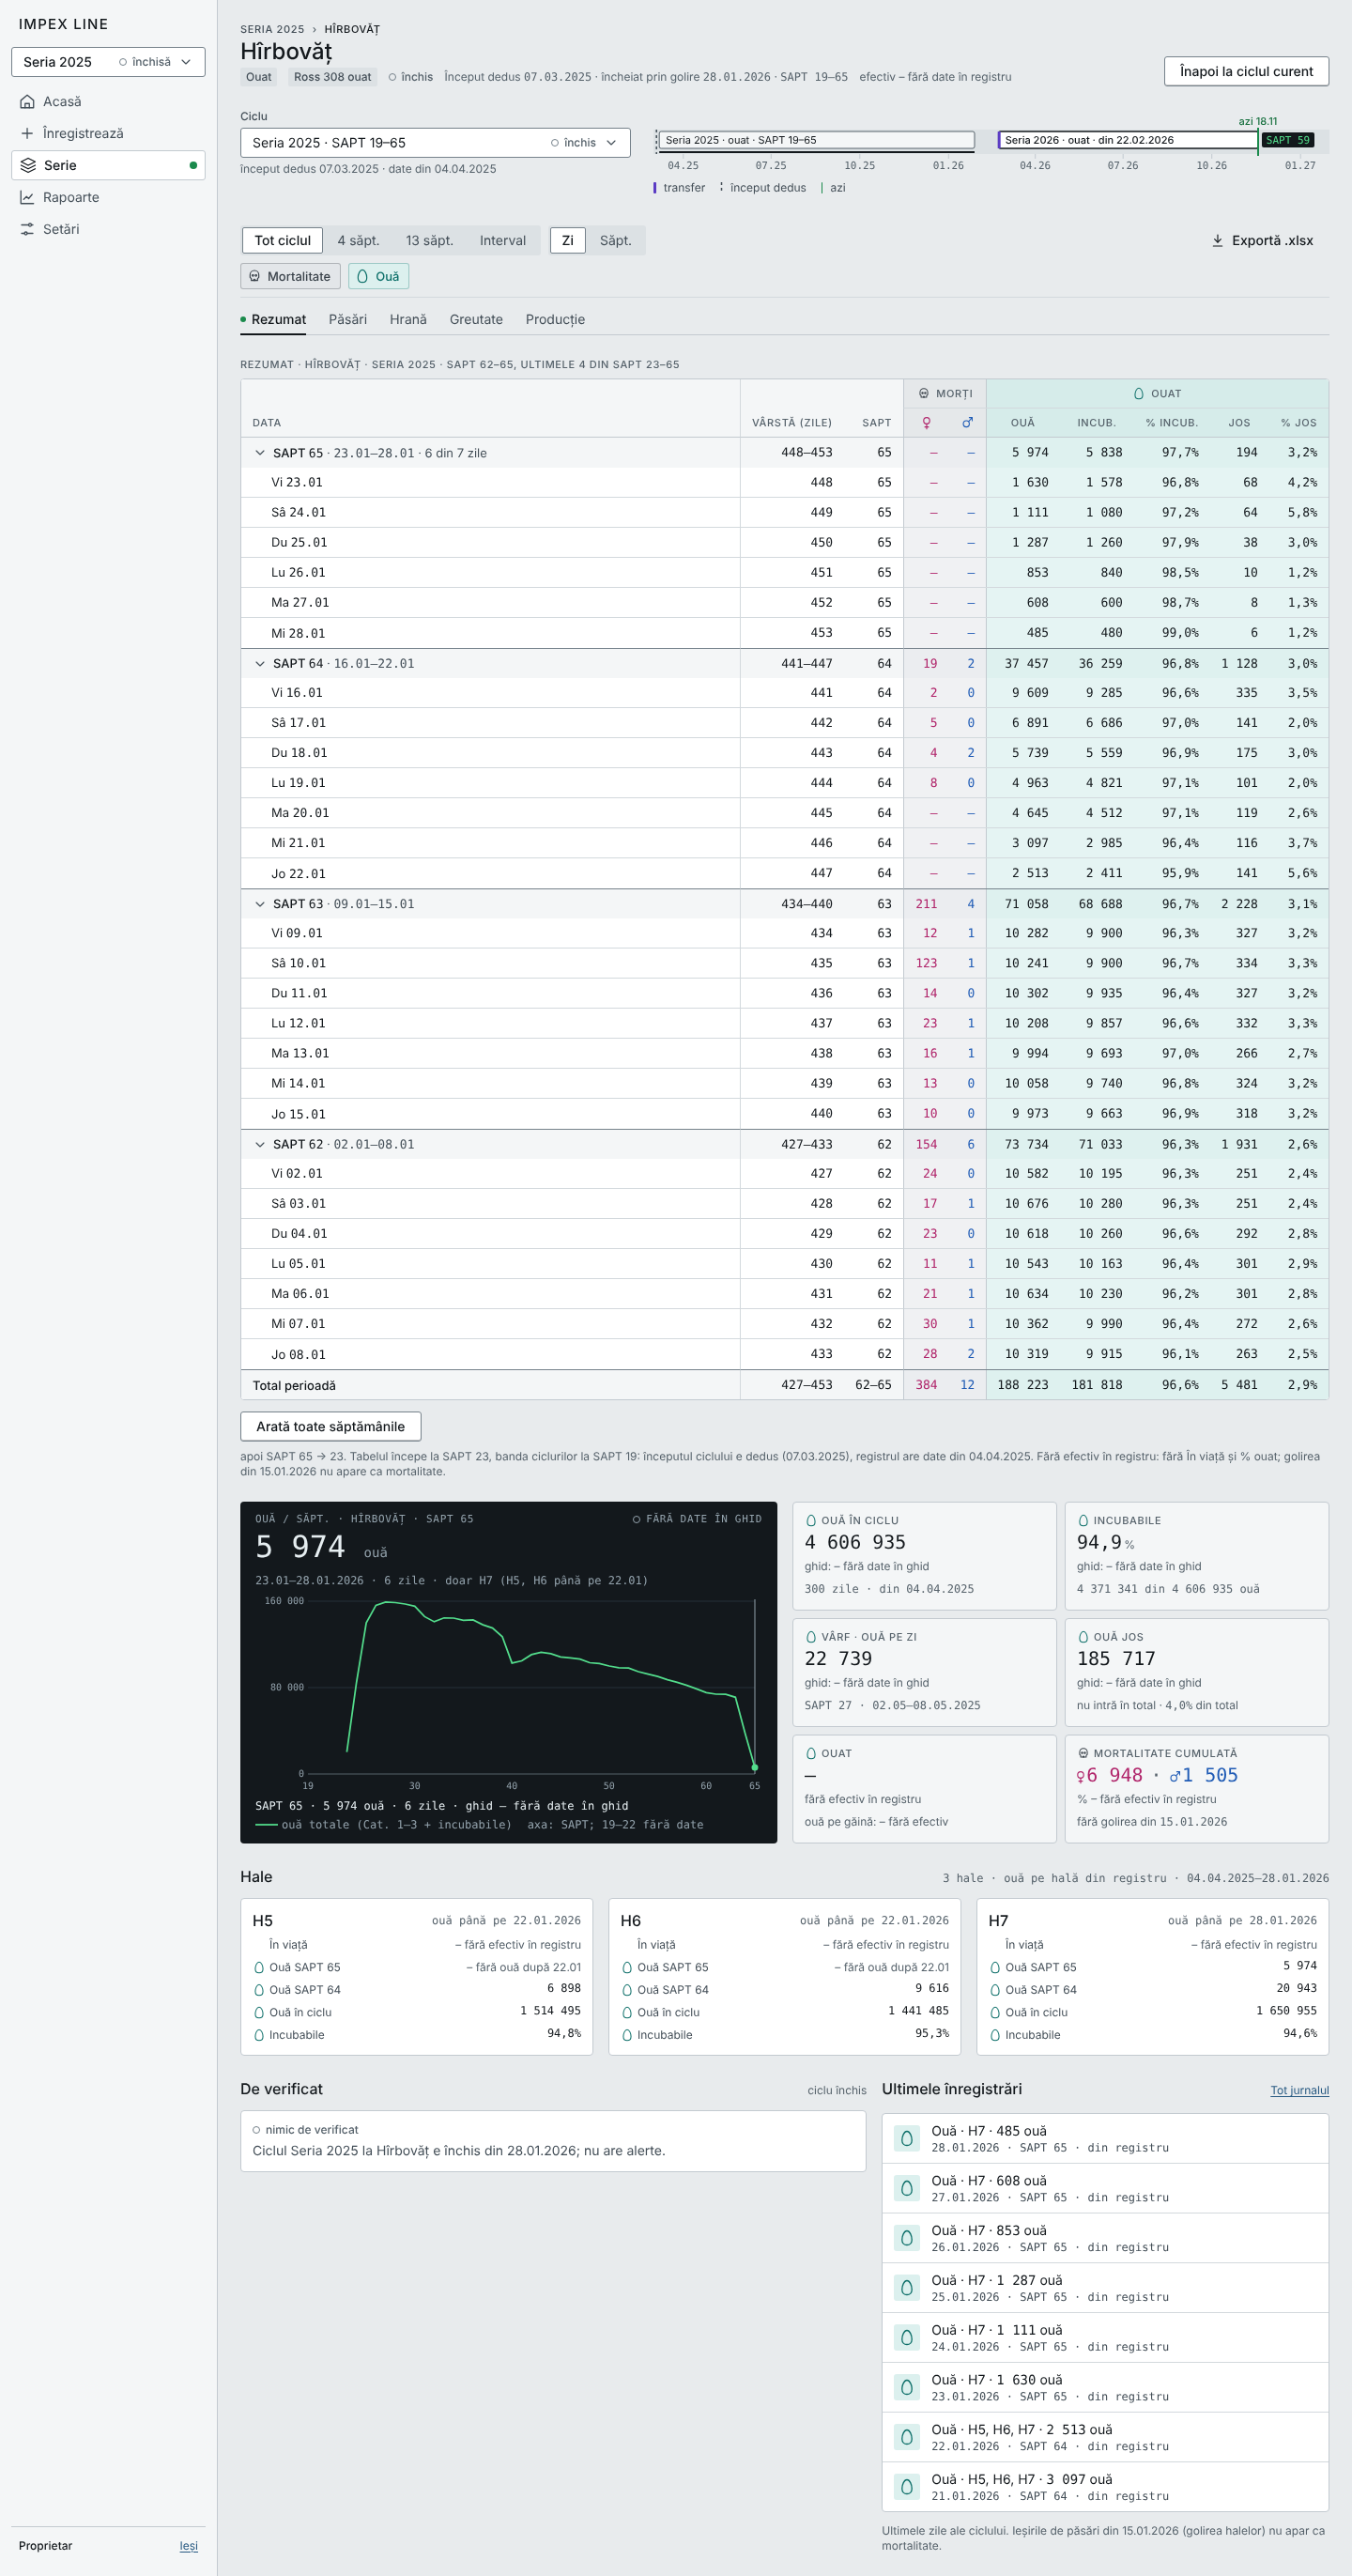 IMPEX LINE
Seria 2025 închisă
Acasă
Înregistrează
Serie
Rapoarte
Setări
SERIA 2025 › HÎRBOVĂȚ
Hîrbovăț
Ouat Ross 308 ouat închis Început dedus 07.03.2025 · încheiat prin golire 28.01.2026 · SAPT 19–65 efectiv – fără date în registru
Înapoi la ciclul curent
Ciclu
Seria 2025 · SAPT 19–65 închis
început dedus 07.03.2025 · date din 04.04.2025
azi 18.11
Seria 2025 · ouat · SAPT 19–65 Seria 2026 · ouat · din 22.02.2026 SAPT 59
04.25 07.25 10.25 01.26 04.26 07.26 10.26 01.27
transfer început dedus azi
Tot ciclul 4 săpt. 13 săpt. Interval Zi Săpt. Exportă .xlsx
Mortalitate Ouă
Rezumat Păsări Hrană Greutate Producție
REZUMAT · HÎRBOVĂȚ · SERIA 2025 · SAPT 62–65, ULTIMELE 4 DIN SAPT 23–65
MORȚI OUAT
DATA VÂRSTĂ (ZILE) SAPT ♀ ♂ OUĂ INCUB. % INCUB. JOS % JOS
SAPT 65 · 23.01–28.01 · 6 din 7 zile 448–453 65 – – 5 974 5 838 97,7% 194 3,2%
Vi 23.01 448 65 – – 1 630 1 578 96,8% 68 4,2%
Sâ 24.01 449 65 – – 1 111 1 080 97,2% 64 5,8%
Du 25.01 450 65 – – 1 287 1 260 97,9% 38 3,0%
Lu 26.01 451 65 – – 853 840 98,5% 10 1,2%
Ma 27.01 452 65 – – 608 600 98,7% 8 1,3%
Mi 28.01 453 65 – – 485 480 99,0% 6 1,2%
SAPT 64 · 16.01–22.01 441–447 64 19 2 37 457 36 259 96,8% 1 128 3,0%
Vi 16.01 441 64 2 0 9 609 9 285 96,6% 335 3,5%
Sâ 17.01 442 64 5 0 6 891 6 686 97,0% 141 2,0%
Du 18.01 443 64 4 2 5 739 5 559 96,9% 175 3,0%
Lu 19.01 444 64 8 0 4 963 4 821 97,1% 101 2,0%
Ma 20.01 445 64 – – 4 645 4 512 97,1% 119 2,6%
Mi 21.01 446 64 – – 3 097 2 985 96,4% 116 3,7%
Jo 22.01 447 64 – – 2 513 2 411 95,9% 141 5,6%
SAPT 63 · 09.01–15.01 434–440 63 211 4 71 058 68 688 96,7% 2 228 3,1%
Vi 09.01 434 63 12 1 10 282 9 900 96,3% 327 3,2%
Sâ 10.01 435 63 123 1 10 241 9 900 96,7% 334 3,3%
Du 11.01 436 63 14 0 10 302 9 935 96,4% 327 3,2%
Lu 12.01 437 63 23 1 10 208 9 857 96,6% 332 3,3%
Ma 13.01 438 63 16 1 9 994 9 693 97,0% 266 2,7%
Mi 14.01 439 63 13 0 10 058 9 740 96,8% 324 3,2%
Jo 15.01 440 63 10 0 9 973 9 663 96,9% 318 3,2%
SAPT 62 · 02.01–08.01 427–433 62 154 6 73 734 71 033 96,3% 1 931 2,6%
Vi 02.01 427 62 24 0 10 582 10 195 96,3% 251 2,4%
Sâ 03.01 428 62 17 1 10 676 10 280 96,3% 251 2,4%
Du 04.01 429 62 23 0 10 618 10 260 96,6% 292 2,8%
Lu 05.01 430 62 11 1 10 543 10 163 96,4% 301 2,9%
Ma 06.01 431 62 21 1 10 634 10 230 96,2% 301 2,8%
Mi 07.01 432 62 30 1 10 362 9 990 96,4% 272 2,6%
Jo 08.01 433 62 28 2 10 319 9 915 96,1% 263 2,5%
Total perioadă 427–453 62–65 384 12 188 223 181 818 96,6% 5 481 2,9%
Arată toate săptămânile
apoi SAPT 65 → 23. Tabelul începe la SAPT 23, banda ciclurilor la SAPT 19: începutul ciclului e dedus (07.03.2025), registrul are date din 04.04.2025. Fără efectiv în registru: fără În viață și % ouat; golirea
din 15.01.2026 nu apare ca mortalitate.
OUĂ / SĂPT. · HÎRBOVĂȚ · SAPT 65 FĂRĂ DATE ÎN GHID
5 974 ouă
23.01–28.01.2026 · 6 zile · doar H7 (H5, H6 până pe 22.01)
160 000
80 000
0
19 30 40 50 60 65
SAPT 65 · 5 974 ouă · 6 zile · ghid – fără date în ghid
ouă totale (Cat. 1–3 + incubabile) axa: SAPT; 19–22 fără date
OUĂ ÎN CICLU
4 606 935
ghid: – fără date în ghid
300 zile · din 04.04.2025
INCUBABILE
94,9 %
ghid: – fără date în ghid
4 371 341 din 4 606 935 ouă
VÂRF · OUĂ PE ZI
22 739
ghid: – fără date în ghid
SAPT 27 · 02.05–08.05.2025
OUĂ JOS
185 717
ghid: – fără date în ghid
nu intră în total · 4,0% din total
OUAT
–
fără efectiv în registru
ouă pe găină: – fără efectiv
MORTALITATE CUMULATĂ
♀6 948 · ♂1 505
% – fără efectiv în registru
fără golirea din 15.01.2026
Hale 3 hale · ouă pe hală din registru · 04.04.2025–28.01.2026
H5 ouă până pe 22.01.2026
În viață – fără efectiv în registru
Ouă SAPT 65 – fără ouă după 22.01
Ouă SAPT 64 6 898
Ouă în ciclu 1 514 495
Incubabile 94,8%
H6 ouă până pe 22.01.2026
În viață – fără efectiv în registru
Ouă SAPT 65 – fără ouă după 22.01
Ouă SAPT 64 9 616
Ouă în ciclu 1 441 485
Incubabile 95,3%
H7 ouă până pe 28.01.2026
În viață – fără efectiv în registru
Ouă SAPT 65 5 974
Ouă SAPT 64 20 943
Ouă în ciclu 1 650 955
Incubabile 94,6%
De verificat ciclu închis
nimic de verificat
Ciclul Seria 2025 la Hîrbovăț e închis din 28.01.2026; nu are alerte.
Ultimele înregistrări Tot jurnalul
Ouă · H7 · 485 ouă
28.01.2026 · SAPT 65 · din registru
Ouă · H7 · 608 ouă
27.01.2026 · SAPT 65 · din registru
Ouă · H7 · 853 ouă
26.01.2026 · SAPT 65 · din registru
Ouă · H7 · 1 287 ouă
25.01.2026 · SAPT 65 · din registru
Ouă · H7 · 1 111 ouă
24.01.2026 · SAPT 65 · din registru
Ouă · H7 · 1 630 ouă
23.01.2026 · SAPT 65 · din registru
Ouă · H5, H6, H7 · 2 513 ouă
22.01.2026 · SAPT 64 · din registru
Ouă · H5, H6, H7 · 3 097 ouă
21.01.2026 · SAPT 64 · din registru
Ultimele zile ale ciclului. Ieșirile de păsări din 15.01.2026 (golirea halelor) nu apar ca
mortalitate.
Proprietar Ieși